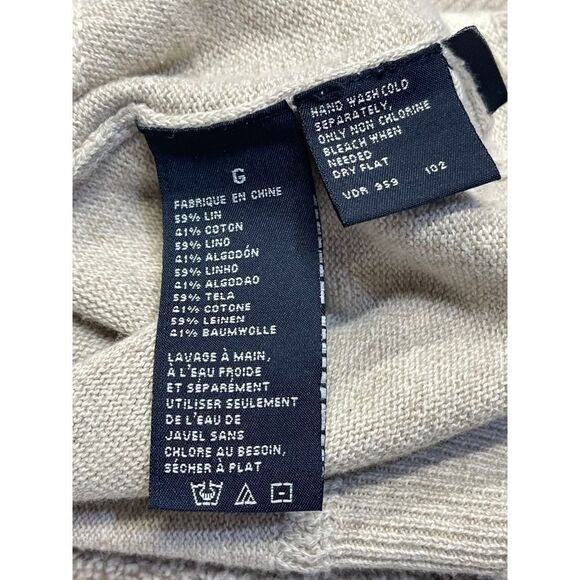 G
FABRIQUE EN CHINE
59% LIN
41% COTON
59% LINO
41% ALGODÓN
59% LINHO
41% ALGODAO
59% TELA
41% COTONE
59% LEINEN
41% BAUMWOLLE
LAVAGE À MAIN,
À L'EAU FROIDE
ET SÉPARÉMENT
UTILISER SEULEMENT
DE L'EAU DE
JAVEL SANS
CHLORE AU BESOIN,
SÉCHER À PLAT
HAND WASH COLD
SEPARATELY,
ONLY NON CHLORINE
BLEACH WHEN
NEEDED
DRY FLAT
VDR 959 102